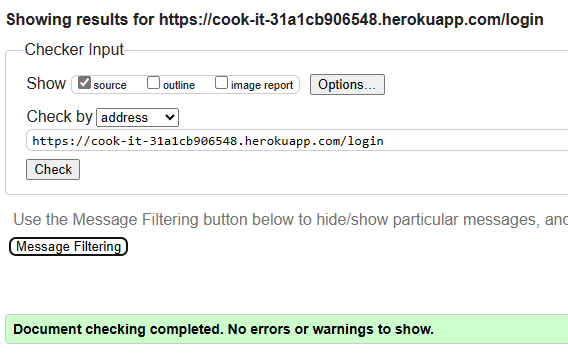 Showing results for https://cook-it-31a1cb906548.herokuapp.com/login
Checker Input
Show source outline image report Options...
Check by address
https://cook-it-31a1cb906548.herokuapp.com/login
Check
Use the Message Filtering button below to hide/show particular messages, and
Message Filtering
Document checking completed. No errors or warnings to show.